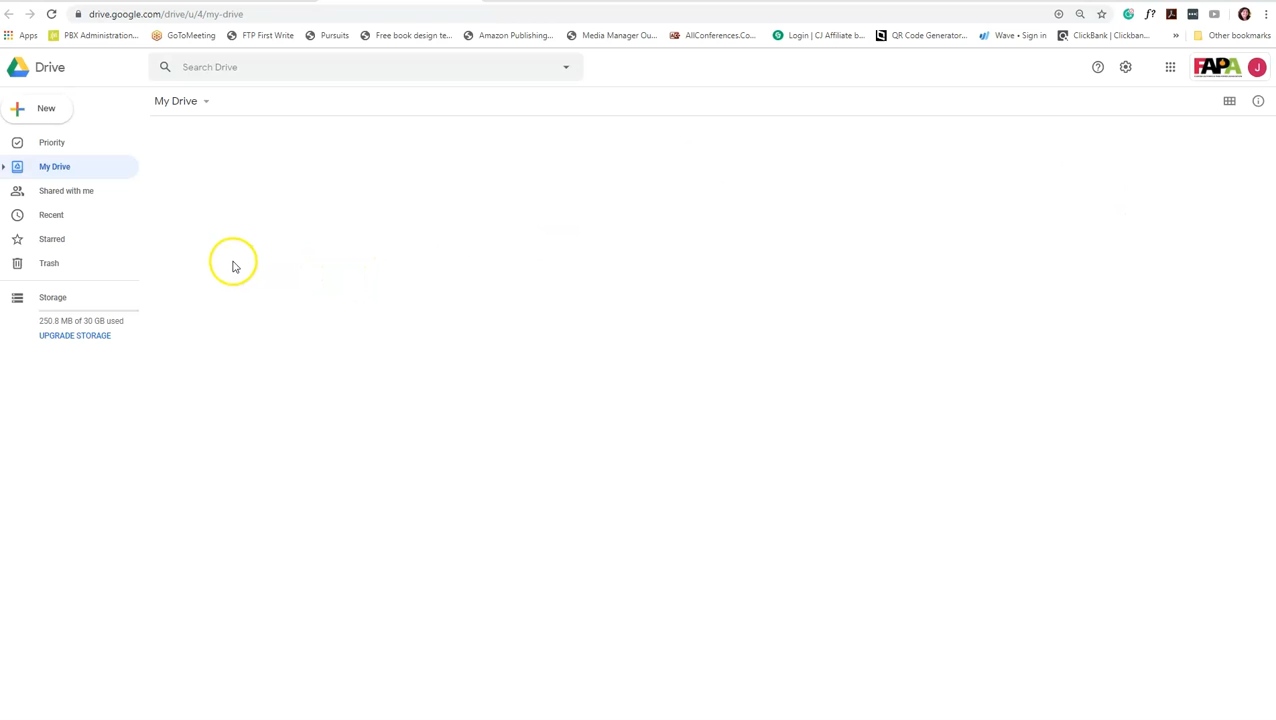 drive.google.com/drive/u/4/my-drive
f?
Apps PBX Administration... GoToMeeting FTP First Write Pursuits Free book design te... Amazon Publishing... Media Manager Ou... AllConferences.Co... Login | CJ Affiliate b... QR Code Generator... Wave • Sign in ClickBank | Clickban... » Other bookmarks
Drive
Search Drive
FAPA
J
New
My Drive
Priority
My Drive
Shared with me
Recent
Starred
Trash
Storage
250.8 MB of 30 GB used
UPGRADE STORAGE